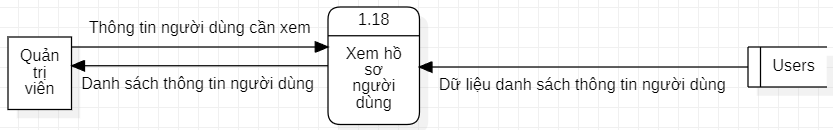 Thông tin người dùng cần xem
1.18
Quản
trị
viên
Xem hồ
sơ
người
dùng
Users
Danh sách thông tin người dùng
Dữ liệu danh sách thông tin người dùng